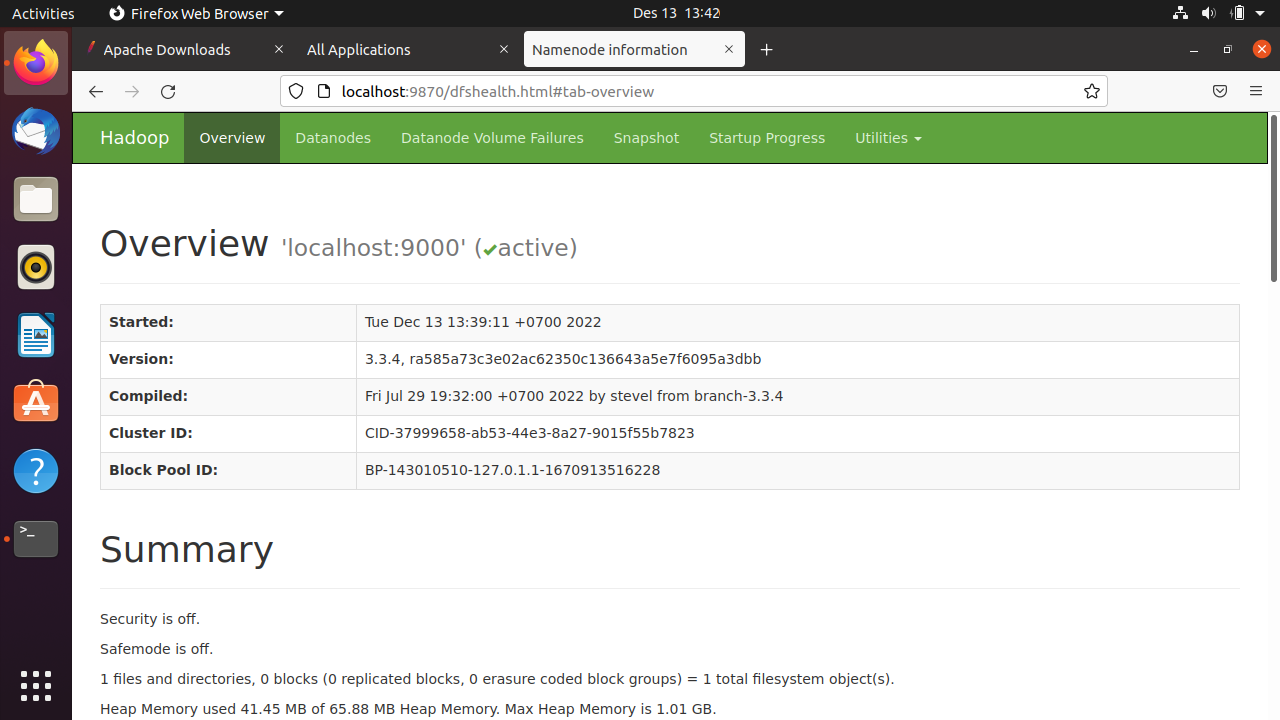 Activities Firefox Web Browser Des 13 13:42
Apache Downloads All Applications Namenode information
localhost:9870/dfshealth.html#tab-overview
Hadoop Overview Datanodes Datanode Volume Failures Snapshot Startup Progress Utilities
Overview 'localhost:9000' (✔active)
Started: Tue Dec 13 13:39:11 +0700 2022
Version: 3.3.4, ra585a73c3e02ac62350c136643a5e7f6095a3dbb
Compiled: Fri Jul 29 19:32:00 +0700 2022 by stevel from branch-3.3.4
Cluster ID: CID-37999658-ab53-44e3-8a27-9015f55b7823
Block Pool ID: BP-143010510-127.0.1.1-1670913516228
Summary
Security is off.
Safemode is off.
1 files and directories, 0 blocks (0 replicated blocks, 0 erasure coded block groups) = 1 total filesystem object(s).
Heap Memory used 41.45 MB of 65.88 MB Heap Memory. Max Heap Memory is 1.01 GB.